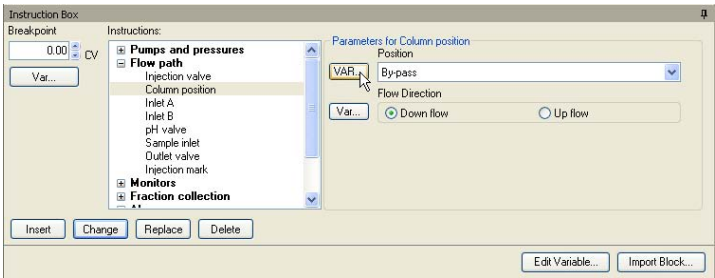 Instruction Box
Breakpoint
0.00 CV
Var...
Instructions:
Pumps and pressures
Flow path
Injection valve
Column position
Inlet A
Inlet B
pH valve
Sample inlet
Outlet valve
Injection mark
Monitors
Fraction collection
Parameters for Column position
Position
VAR... By-pass
Flow Direction
Var... Down flow Up flow
Insert Change Replace Delete
Edit Variable... Import Block...